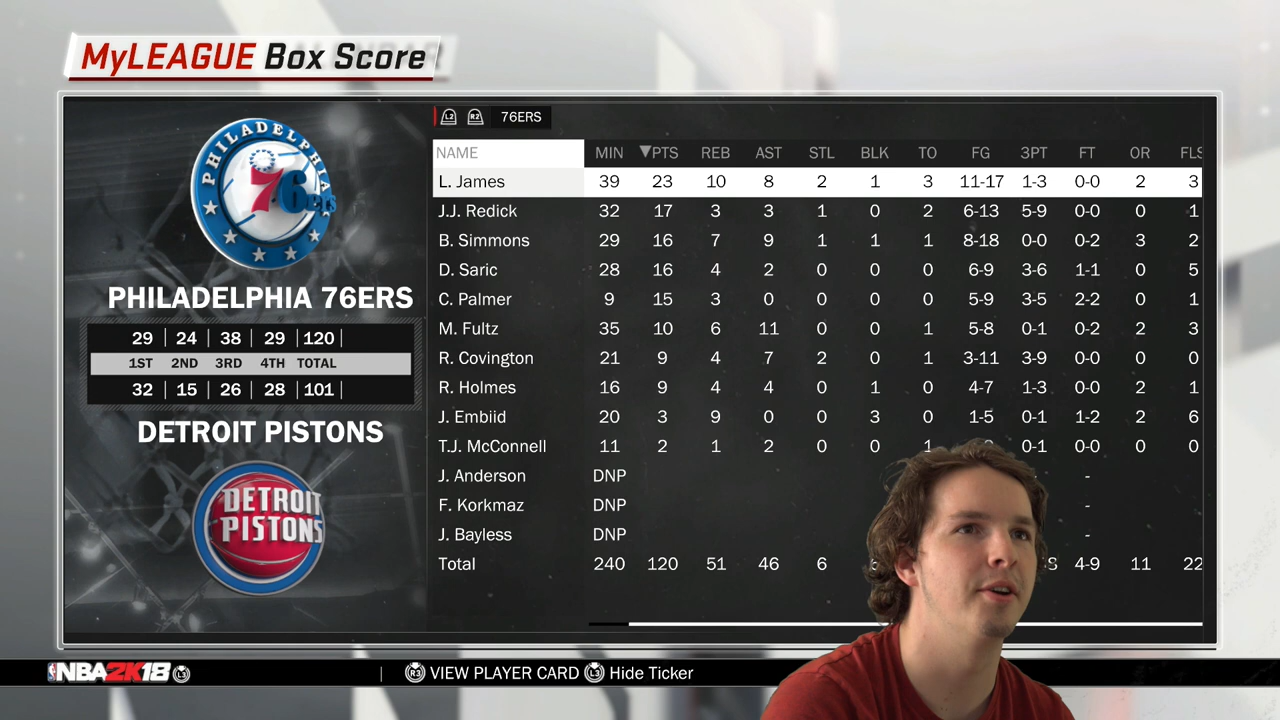 MyLEAGUE Box Score
L2 R2 76ERS
PHILADELPHIA
76ers
PHILADELPHIA 76ERS
29 | 24 | 38 | 29 | 120 |
1ST 2ND 3RD 4TH TOTAL
32 | 15 | 26 | 28 | 101 |
DETROIT PISTONS
DETROIT
PISTONS
NAME MIN ▼PTS REB AST STL BLK TO FG 3PT FT OR FLS
L. James 39 23 10 8 2 1 3 11-17 1-3 0-0 2 3
J.J. Redick 32 17 3 3 1 0 2 6-13 5-9 0-0 0 1
B. Simmons 29 16 7 9 1 1 1 8-18 0-0 0-2 3 2
D. Saric 28 16 4 2 0 0 0 6-9 3-6 1-1 0 5
C. Palmer 9 15 3 0 0 0 0 5-9 3-5 2-2 0 1
M. Fultz 35 10 6 11 0 0 1 5-8 0-1 0-2 2 3
R. Covington 21 9 4 7 2 0 1 3-11 3-9 0-0 0 0
R. Holmes 16 9 4 4 0 1 0 4-7 1-3 0-0 2 1
J. Embiid 20 3 9 0 0 3 0 1-5 0-1 1-2 2 6
T.J. McConnell 11 2 1 2 0 0 1 0-1 0-0 0 0
J. Anderson DNP -
F. Korkmaz DNP -
J. Bayless DNP -
Total 240 120 51 46 6 4-9 11 22
NBA2K18 L3 | R3 VIEW PLAYER CARD L3 Hide Ticker